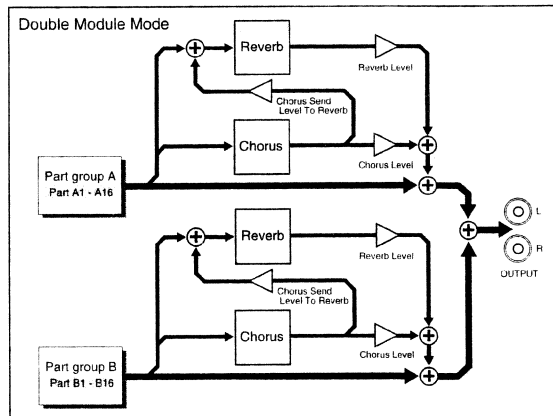 Double Module Mode
Reverb
Reverb Level
Chorus Send
Level To Reverb
Chorus
Chorus Level
Part group A
Part A1 - A16
L
R
OUTPUT
Reverb
Reverb Level
Chorus Send
Level To Reverb
Chorus
Chorus Level
Part group B
Part B1 - B16